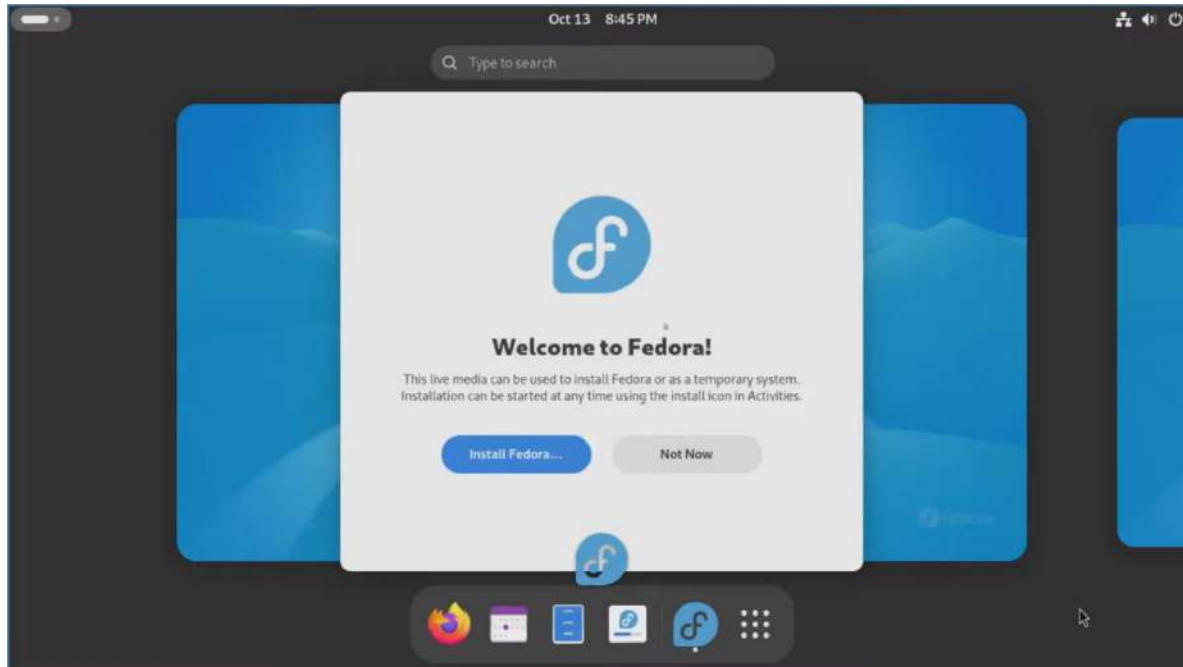 Oct 13 8:45 PM
Type to search
Welcome to Fedora!
This live media can be used to install Fedora or as a temporary system.
Installation can be started at any time using the install icon in Activities.
Install Fedora...
Not Now
fedora